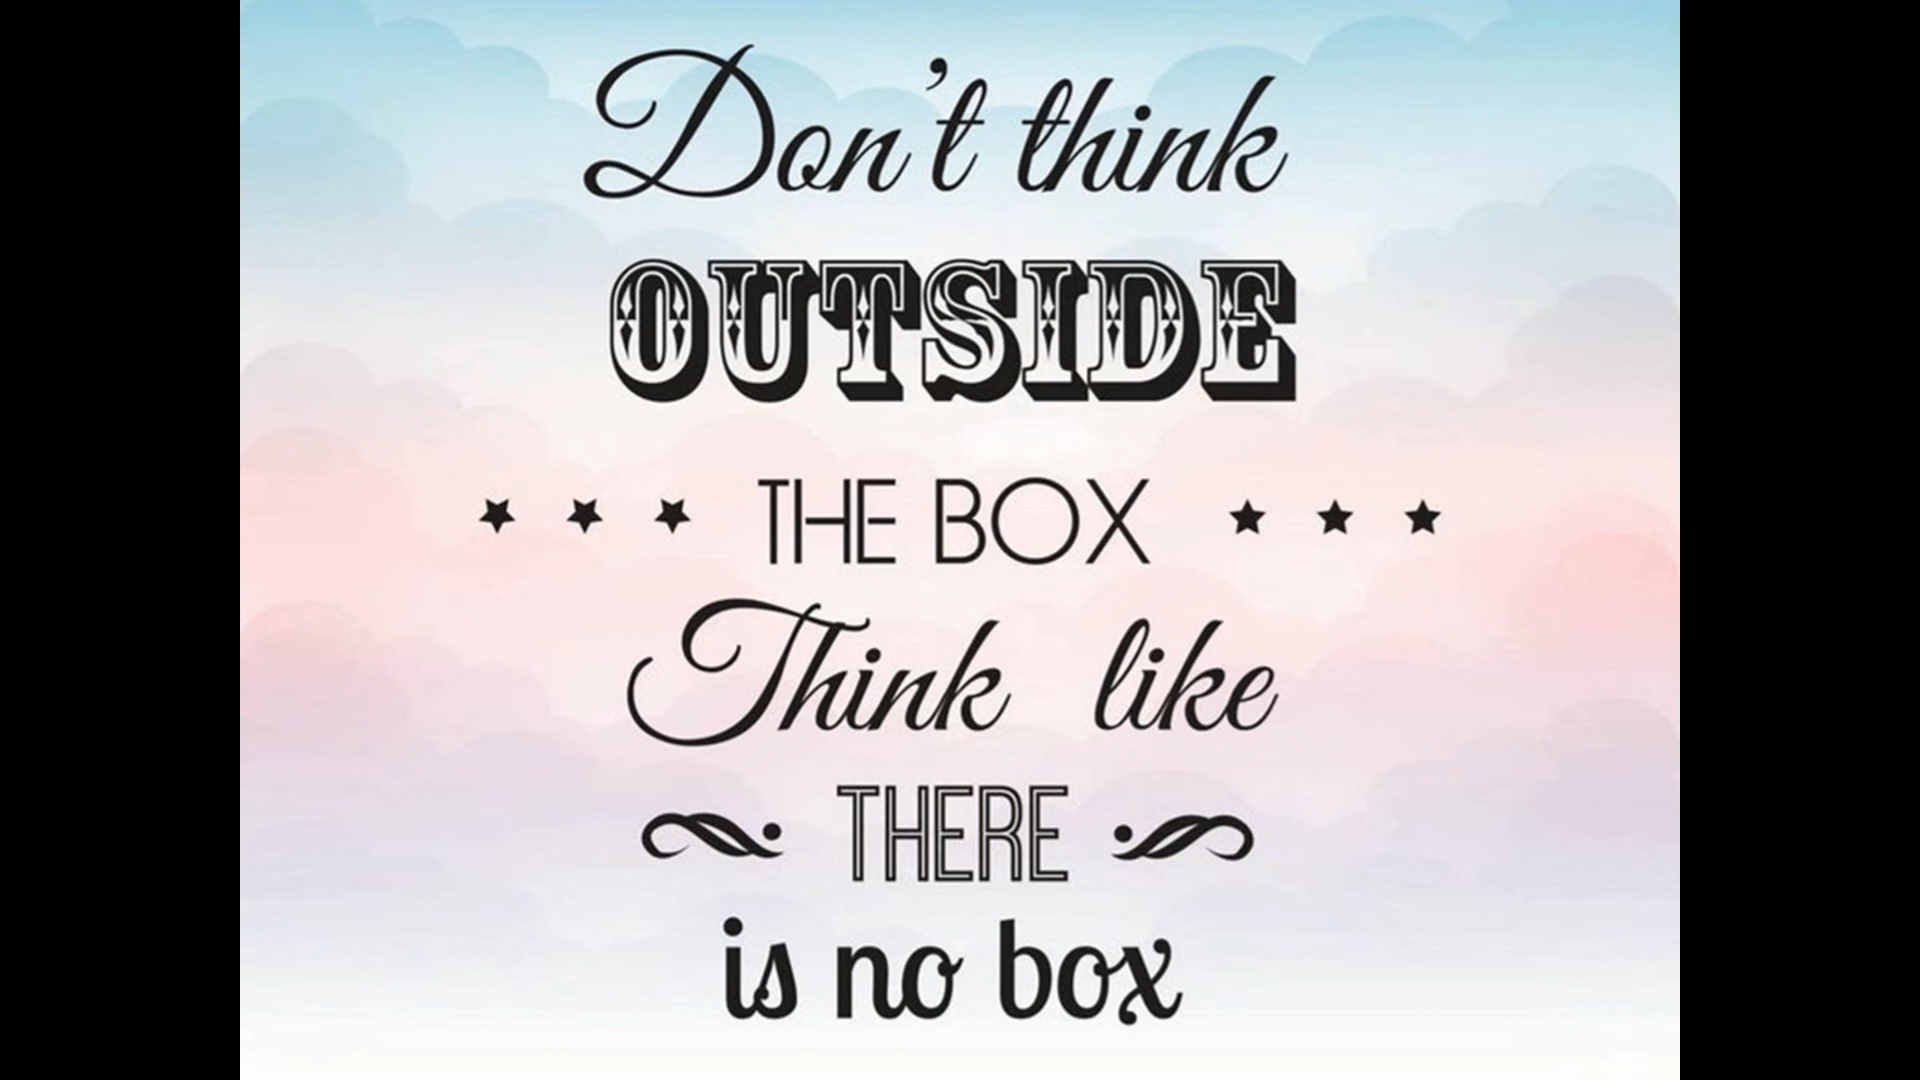 Don't think
OUTSIDE
THE BOX
Think like
THERE
is no box